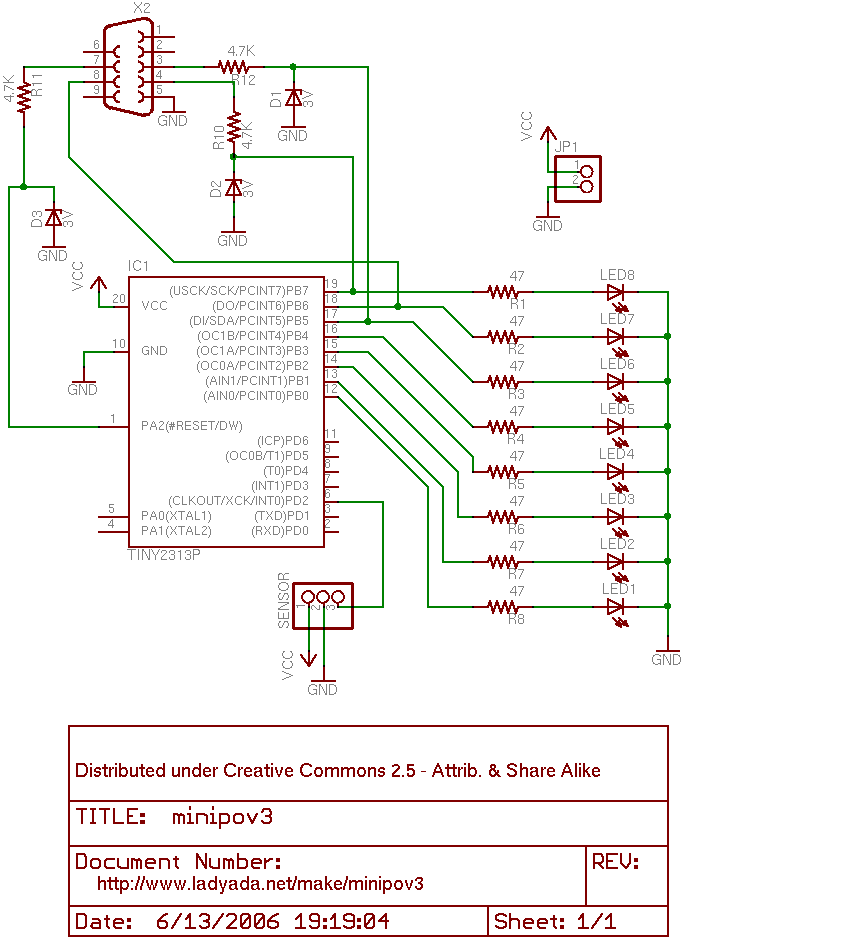 X2
1
6
2
7
3
8
4
9
5
4.7K
R12
4.7K
R11
GND
D1
3V
GND
R10
4.7K
D2
3V
GND
D3
3V
GND
VCC
JP1
1
2
GND
IC1
VCC
20
VCC
10
GND
GND
1
PA2(#RESET/DW)
5
PA0(XTAL1)
4
PA1(XTAL2)
(USCK/SCK/PCINT7)PB7
19
(DO/PCINT6)PB6
18
(DI/SDA/PCINT5)PB5
17
(OC1B/PCINT4)PB4
16
(OC1A/PCINT3)PB3
15
(OC0A/PCINT2)PB2
14
(AIN1/PCINT1)PB1
13
(AIN0/PCINT0)PB0
12
(ICP)PD6
11
(OC0B/T1)PD5
9
(T0)PD4
8
(INT1)PD3
7
(CLKOUT/XCK/INT0)PD2
6
(TXD)PD1
3
(RXD)PD0
2
TINY2313P
47
R1
LED8
47
R2
LED7
47
R3
LED6
47
R4
LED5
47
R5
LED4
47
R6
LED3
47
R7
LED2
47
R8
LED1
GND
SENSOR
1
2
3
VCC
GND
Distributed under Creative Commons 2.5 - Attrib. & Share Alike
TITLE: minipov3
Document Number:
REV:
http://www.ladyada.net/make/minipov3
Date: 6/13/2006 19:19:04
Sheet: 1/1